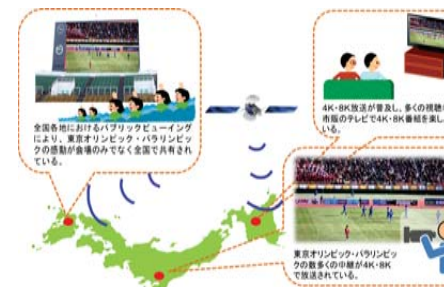 全国各地におけるパブリックビューイング
により、東京オリンピック・パラリンピッ
クの感動が会場のみでなく全国で共有され
ている。
4K・8K放送が普及し、多くの視聴
市販のテレビで4K・8K番組を楽し
いる。
東京オリンピック・パラリンピッ
クの数多くの中継が4K・8K
で放送されている。